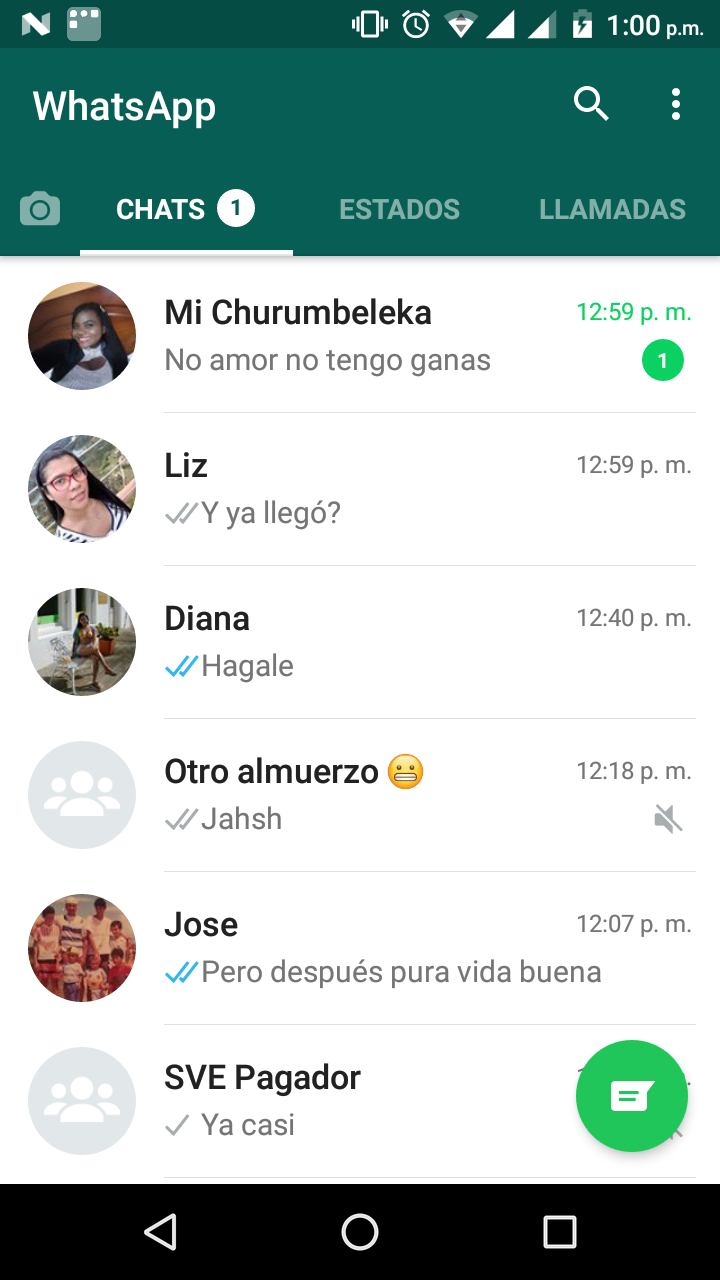 1:00 p.m.
WhatsApp
CHATS 1 ESTADOS LLAMADAS
Mi Churumbeleka 12:59 p. m.
No amor no tengo ganas 1
Liz 12:59 p. m.
Y ya llegó?
Diana 12:40 p. m.
Hagale
Otro almuerzo 😬 12:18 p. m.
Jahsh
Jose 12:07 p. m.
Pero después pura vida buena
SVE Pagador
Ya casi